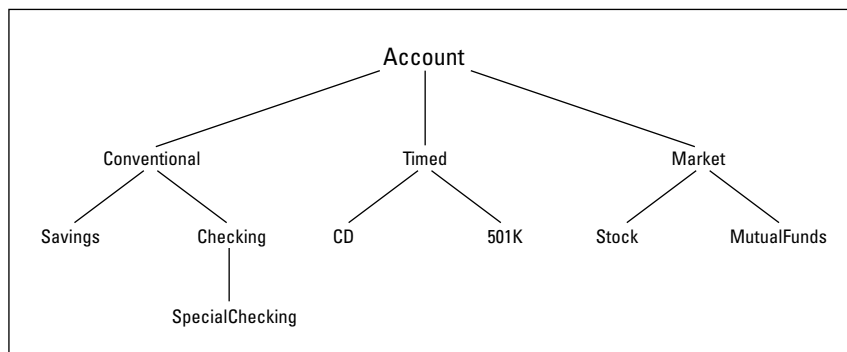 Account
Conventional Timed Market
Savings Checking CD 501K Stock MutualFunds
SpecialChecking